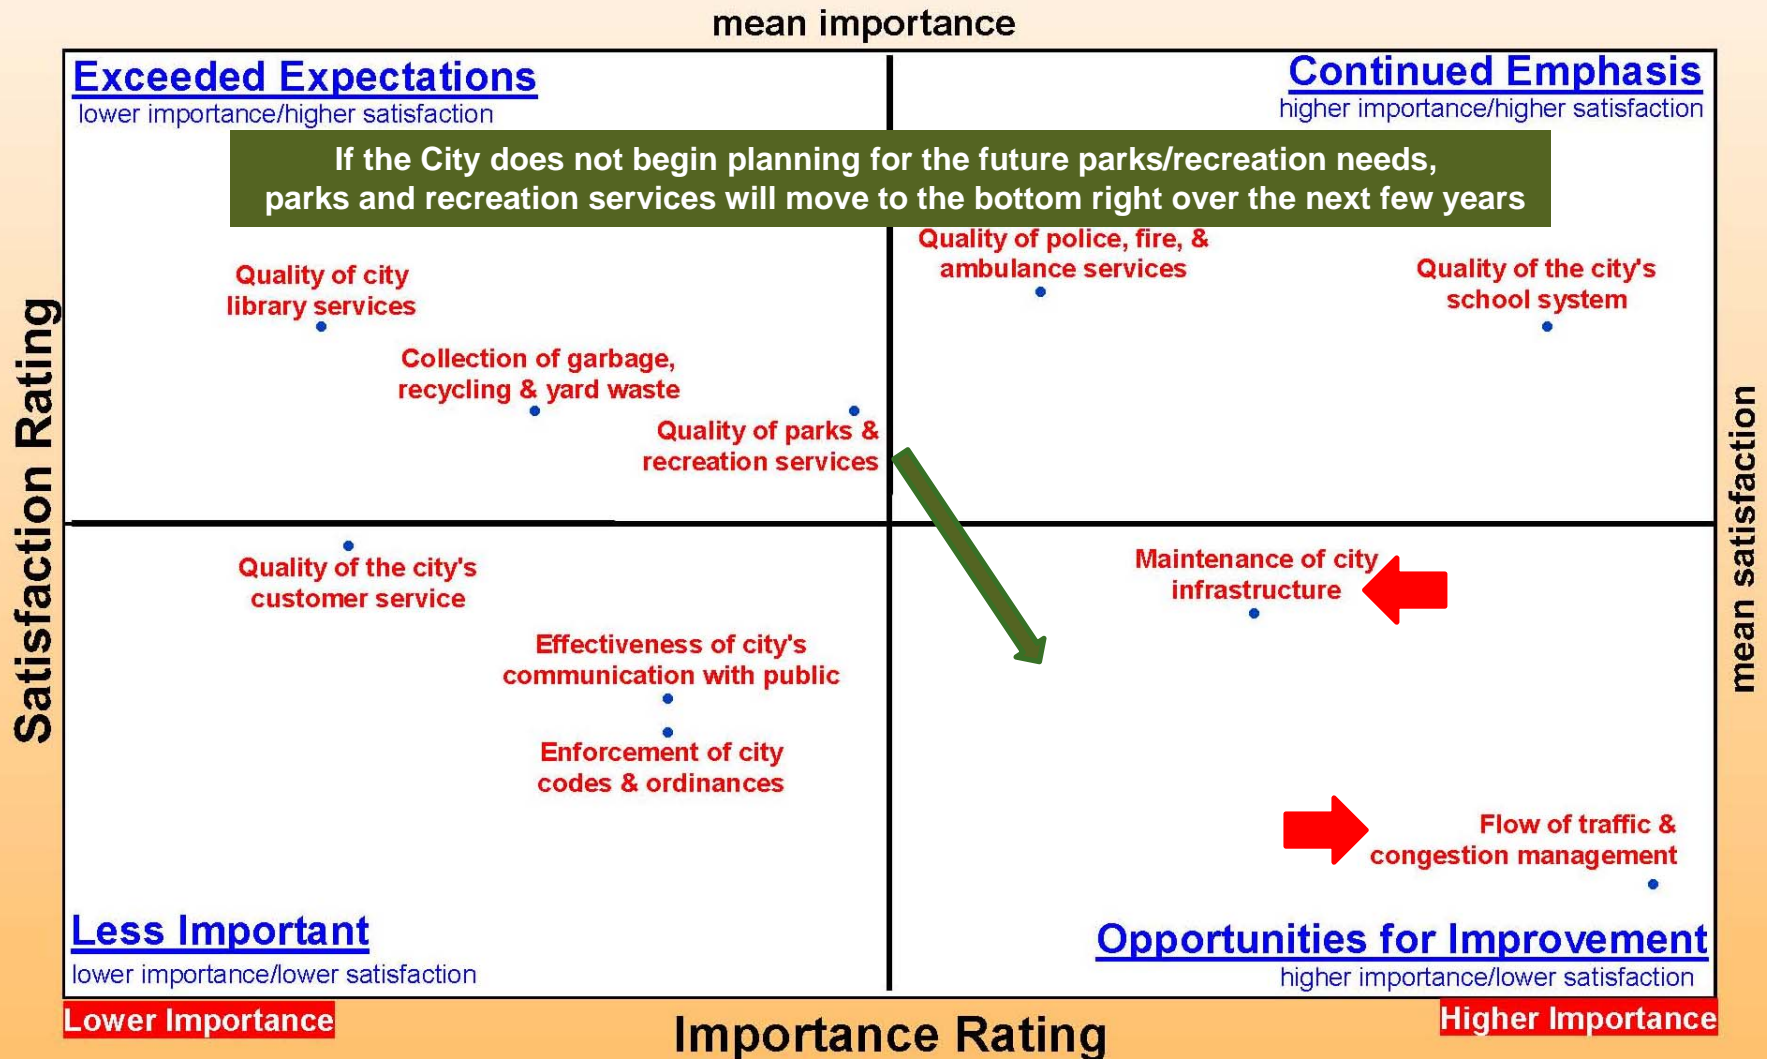 mean importance
Exceeded Expectations
lower importance/higher satisfaction
Continued Emphasis
higher importance/higher satisfaction
If the City does not begin planning for the future parks/recreation needs,
parks and recreation services will move to the bottom right over the next few years
Quality of police, fire, &
ambulance services
Quality of the city's
school system
Quality of city
library services
Collection of garbage,
recycling & yard waste
Quality of parks &
recreation services
Satisfaction Rating
mean satisfaction
Quality of the city's
customer service
Maintenance of city
infrastructure
Effectiveness of city's
communication with public
Enforcement of city
codes & ordinances
Flow of traffic &
congestion management
Less Important
lower importance/lower satisfaction
Opportunities for Improvement
higher importance/lower satisfaction
Lower Importance
Importance Rating
Higher Importance